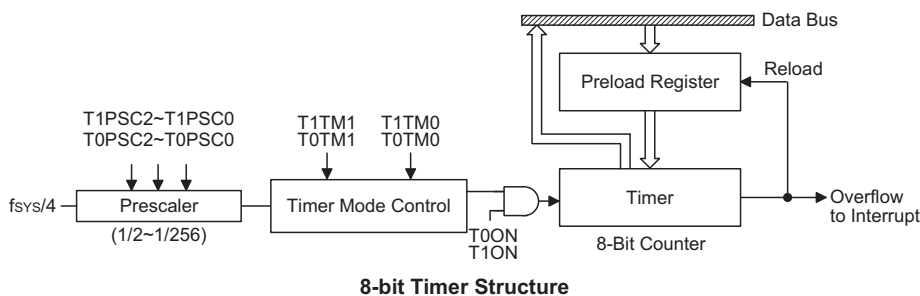 Data Bus
Preload Register
Reload
T1PSC2~T1PSC0
T0PSC2~T0PSC0
T1TM1
T0TM1
T1TM0
T0TM0
fSYS/4
Prescaler
(1/2~1/256)
Timer Mode Control
T0ON
T1ON
Timer
8-Bit Counter
Overflow
to Interrupt
8-bit Timer Structure